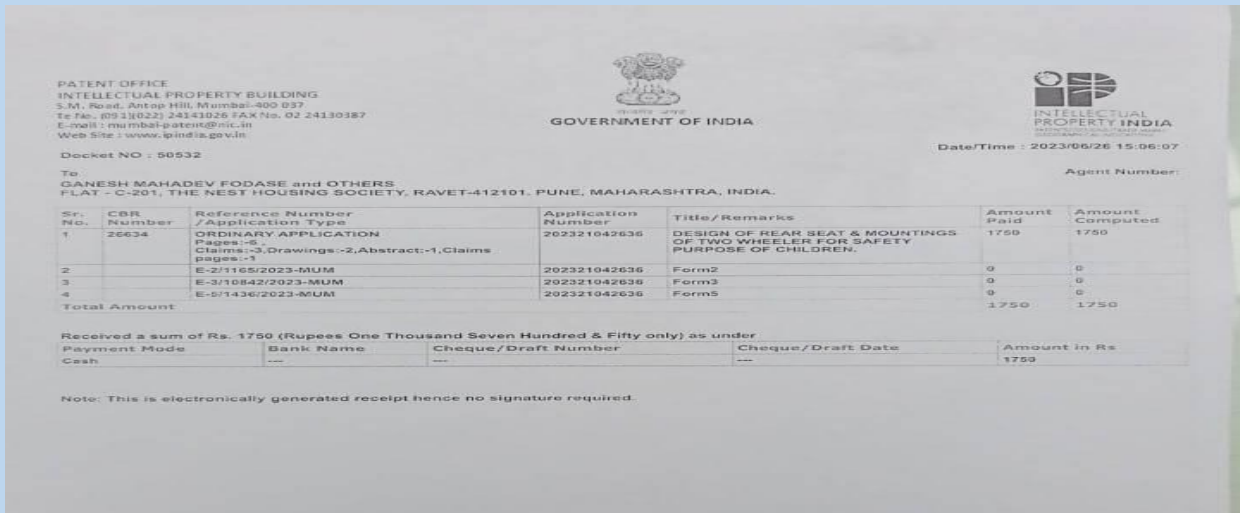 PATENT OFFICE
INTELLECTUAL PROPERTY BUILDING
S.M. Road, Antop Hill, Mumbai-400 037
Te No. (091)(022) 24141026 FAX No. 02 24130387
E-mail : mumbai-patent@nic.in
Web Site : www.ipindia.gov.in
GOVERNMENT OF INDIA
INTELLECTUAL
PROPERTY INDIA
Docket NO : 50532
Date/Time : 2023/06/26 15:06:07
To
Agent Number:
GANESH MAHADEV FODASE and OTHERS
FLAT - C-201, THE NEST HOUSING SOCIETY, RAVET-412101. PUNE, MAHARASHTRA, INDIA.
Sr. No. CBR Number Reference Number /Application Type Application Number Title/Remarks Amount Paid Amount Computed
1 26634 ORDINARY APPLICATION 202321042636 DESIGN OF REAR SEAT & MOUNTINGS 1750 1750
Pages:-6 , OF TWO WHEELER FOR SAFETY
Claims:-3,Drawings:-2,Abstract:-1,Claims PURPOSE OF CHILDREN.
pages:-1
2 E-2/1165/2023-MUM 202321042636 Form2 0 0
3 E-3/10842/2023-MUM 202321042636 Form3 0 0
4 E-5/1436/2023-MUM 202321042636 Form5 0 0
Total Amount 1750 1750
Received a sum of Rs. 1750 (Rupees One Thousand Seven Hundred & Fifty only) as under
Payment Mode Bank Name Cheque/Draft Number Cheque/Draft Date Amount in Rs
Cash --- --- --- 1750
Note: This is electronically generated receipt hence no signature required.